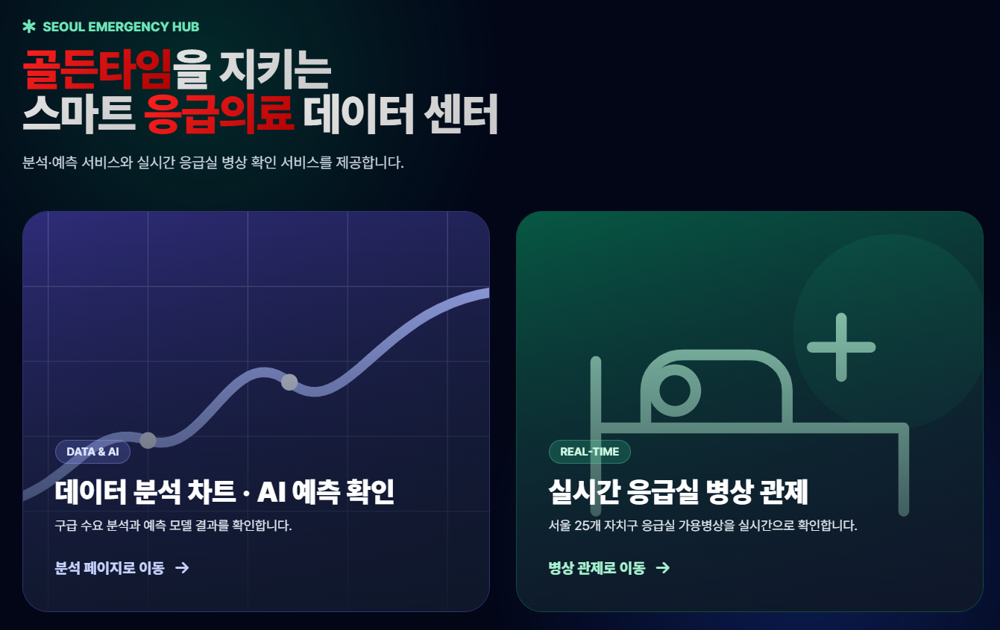 SEOUL EMERGENCY HUB
골든타임을 지키는
스마트 응급의료 데이터 센터
분석·예측 서비스와 실시간 응급실 병상 확인 서비스를 제공합니다.
DATA & AI
데이터 분석 차트 · AI 예측 확인
구급 수요 분석과 예측 모델 결과를 확인합니다.
분석 페이지로 이동 →
REAL-TIME
실시간 응급실 병상 관제
서울 25개 자치구 응급실 가용병상을 실시간으로 확인합니다.
병상 관제로 이동 →